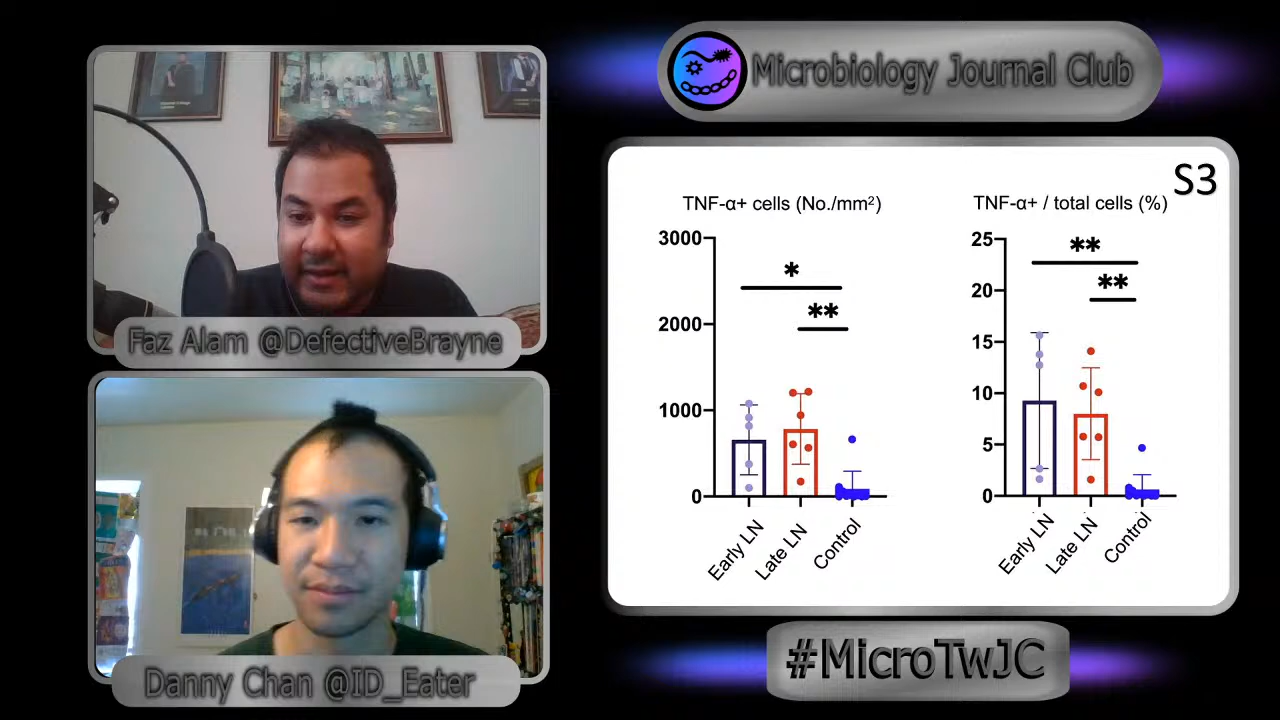 Microbiology Journal Club
Faz Alam @DefectiveBrayne
Danny Chan @ID_Eater
S3
TNF-α+ cells (No./mm²)
3000
2000
1000
0
*
**
Early LN
Late LN
Control
TNF-α+ / total cells (%)
25
20
15
10
5
0
**
**
Early LN
Late LN
Control
#MicroTwJC